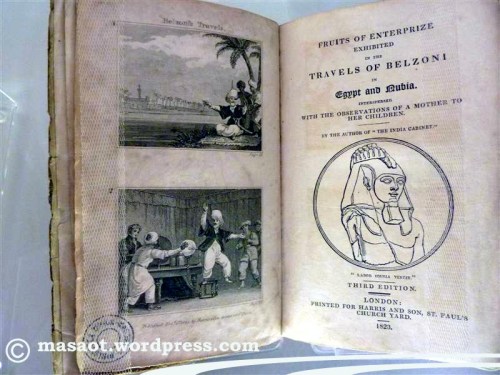 Belzoni's Travels.
FRUITS OF ENTERPRIZE
EXHIBITED
IN THE
TRAVELS OF BELZONI
IN
Egypt and Nubia.
INTERSPERSED
WITH THE OBSERVATIONS OF A MOTHER TO
HER CHILDREN.
BY THE AUTHOR OF "THE INDIA CABINET."
THIRD EDITION.
LONDON:
PRINTED FOR HARRIS AND SON, ST. PAUL'S
CHURCH YARD.
1823.
© masaot.wordpress.com